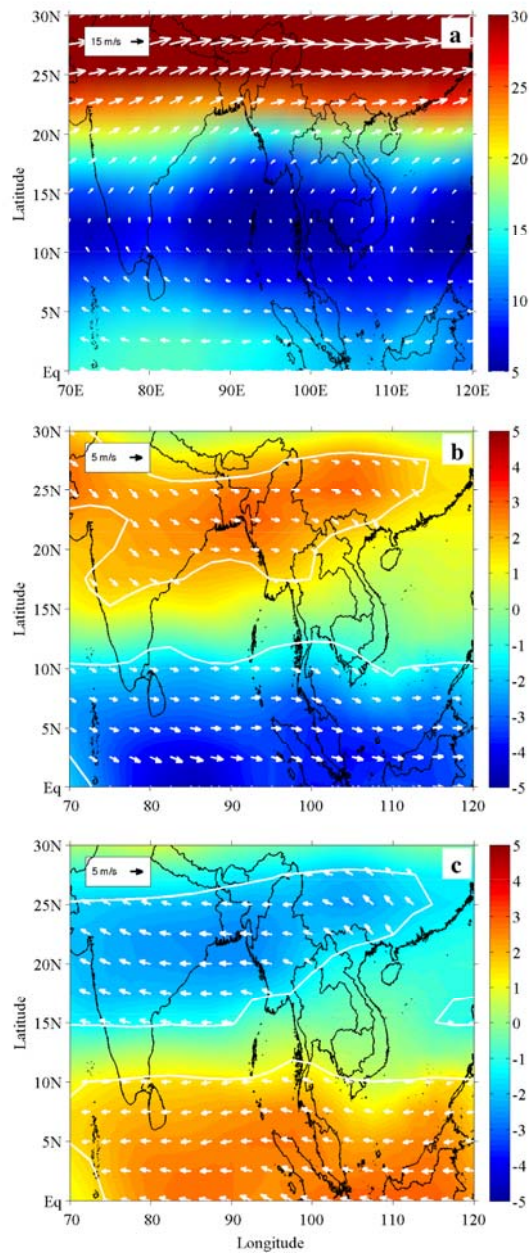 30N
25N
20N
15N
10N
5N
Eq
Latitude
15 m/s
a
70E
80E
90E
100E
110E
120E
30
25
20
15
10
5
30N
25N
20N
15N
10N
5N
Eq
Latitude
5 m/s
b
70
80
90
100
110
120
5
4
3
2
1
0
-1
-2
-3
-4
-5
30N
25N
20N
15N
10N
5N
Eq
Latitude
5 m/s
c
70
80
90
100
110
120
Longitude
5
4
3
2
1
0
-1
-2
-3
-4
-5